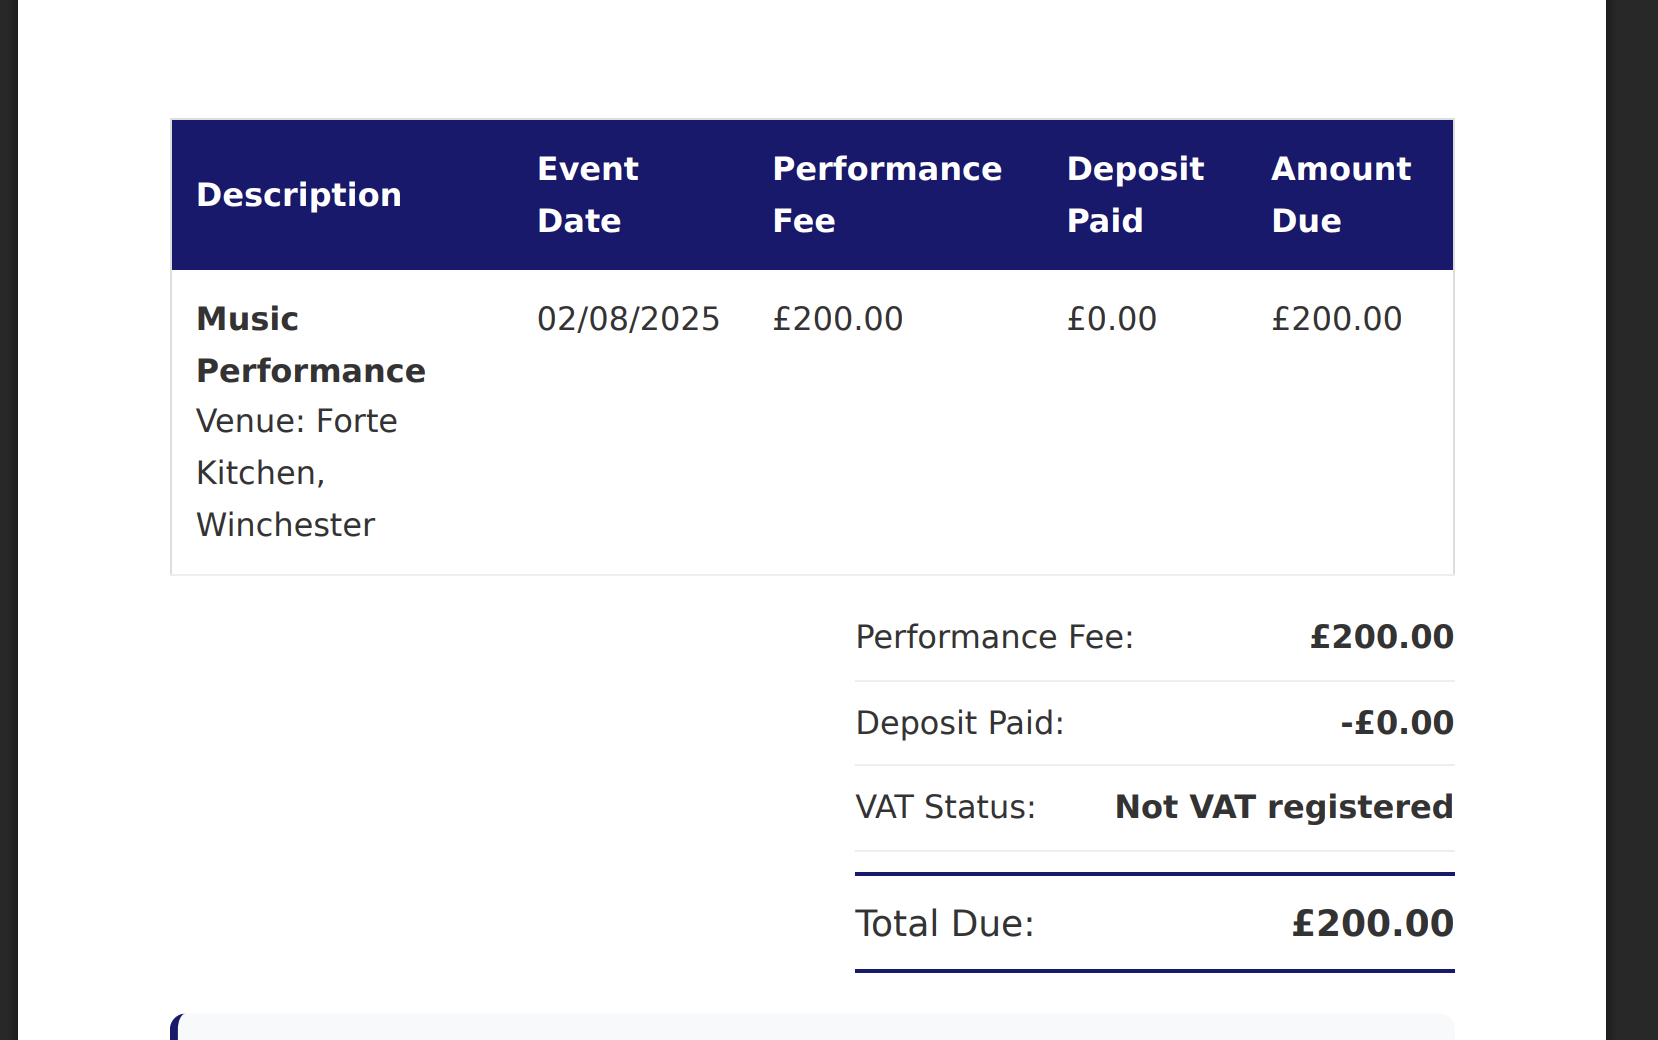 Description
Event
Date
Performance
Fee
Deposit
Paid
Amount
Due
Music
Performance
Venue: Forte
Kitchen,
Winchester
02/08/2025
£200.00
£0.00
£200.00
Performance Fee: £200.00
Deposit Paid: -£0.00
VAT Status: Not VAT registered
Total Due: £200.00